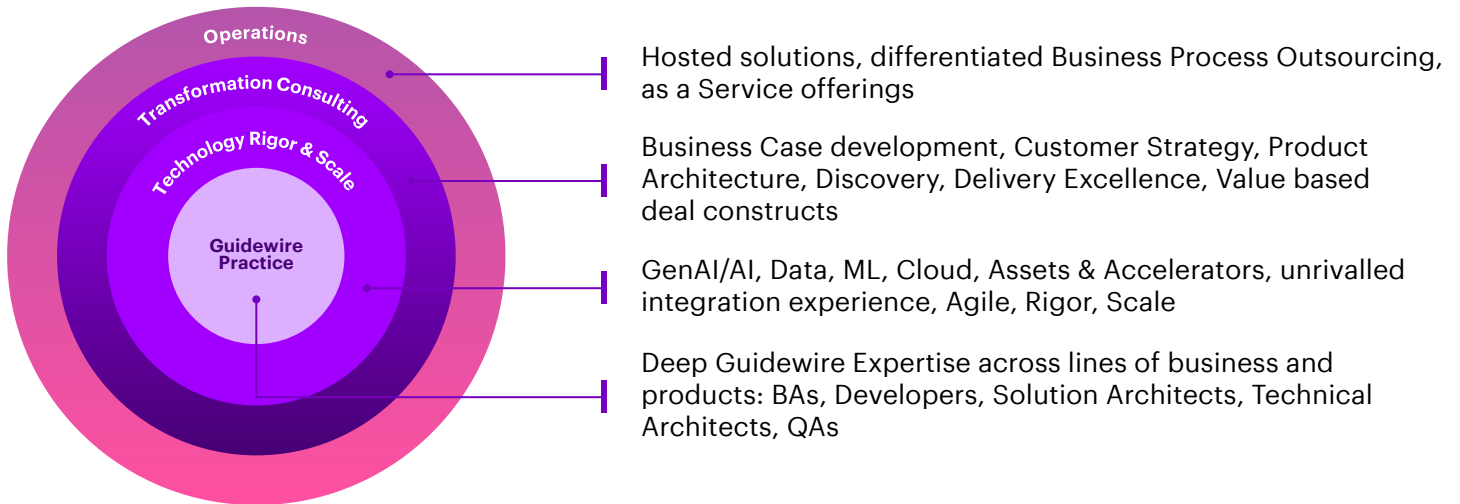 Operations
Transformation Consulting
Technology Rigor & Scale
Guidewire
Practice
Hosted solutions, differentiated Business Process Outsourcing,
as a Service offerings
Business Case development, Customer Strategy, Product
Architecture, Discovery, Delivery Excellence, Value based
deal constructs
GenAI/AI, Data, ML, Cloud, Assets & Accelerators, unrivalled
integration experience, Agile, Rigor, Scale
Deep Guidewire Expertise across lines of business and
products: BAs, Developers, Solution Architects, Technical
Architects, QAs